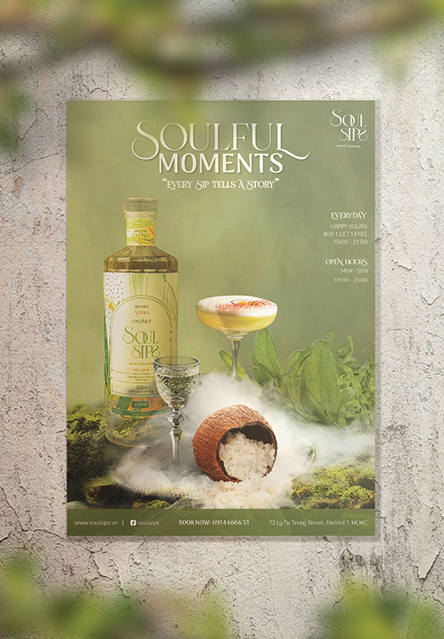 SOULFUL
MOMENTS
"EVERY SIP TELLS A STORY"
SOUL
SIPS
EVERYDAY
HAPPY HOURS
BUY 1 GET 1 FREE
15:00 - 21:00
OPEN HOURS
MON - SUN
09:00 - 23:00
VODKA
COCONUT
SOUL
SIPS
www.soulsips.vn | soulsips
BOOK NOW: 0914 6666 51
72 Ly Tu Trong Street, District 1, HCMC